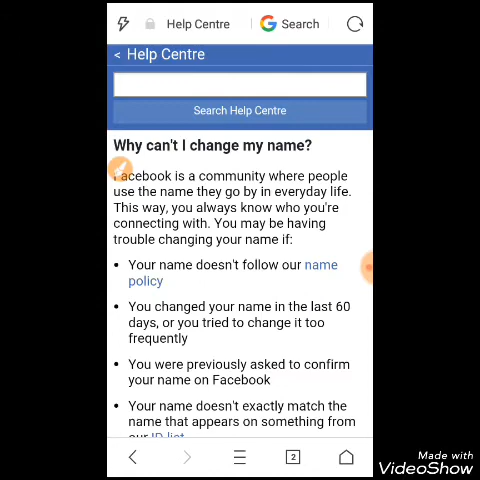 Help Centre
Search
< Help Centre
Search Help Centre
Why can't I change my name?
Facebook is a community where people
use the name they go by in everyday life.
This way, you always know who you're
connecting with. You may be having
trouble changing your name if:
• Your name doesn't follow our name
policy
• You changed your name in the last 60
days, or you tried to change it too
frequently
• You were previously asked to confirm
your name on Facebook
• Your name doesn't exactly match the
name that appears on something from
our ID list
2
Made with
VideoShow